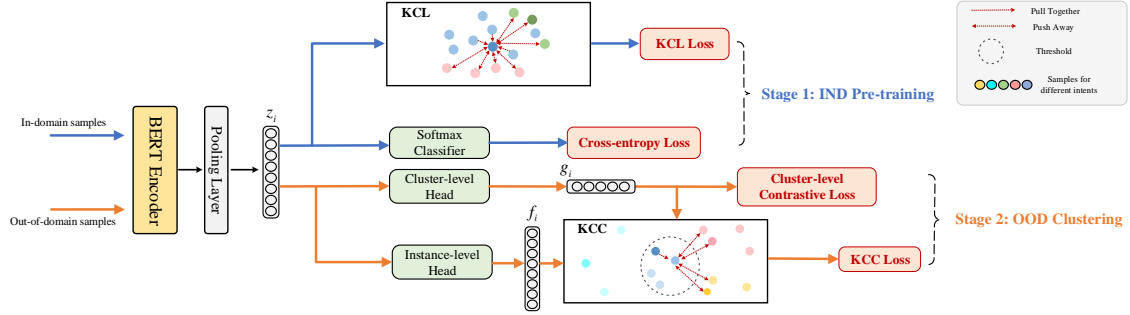 KCL
KCL Loss
Pull Together
Push Away
Threshold
Samples for
different intents
Stage 1: IND Pre-training
In-domain samples
BERT Encoder
Pooling Layer
z_i
Softmax
Classifier
Cross-entropy Loss
Cluster-level
Head
g_i
Cluster-level
Contrastive Loss
Out-of-domain samples
Stage 2: OOD Clustering
f_i
KCC
Instance-level
Head
KCC Loss